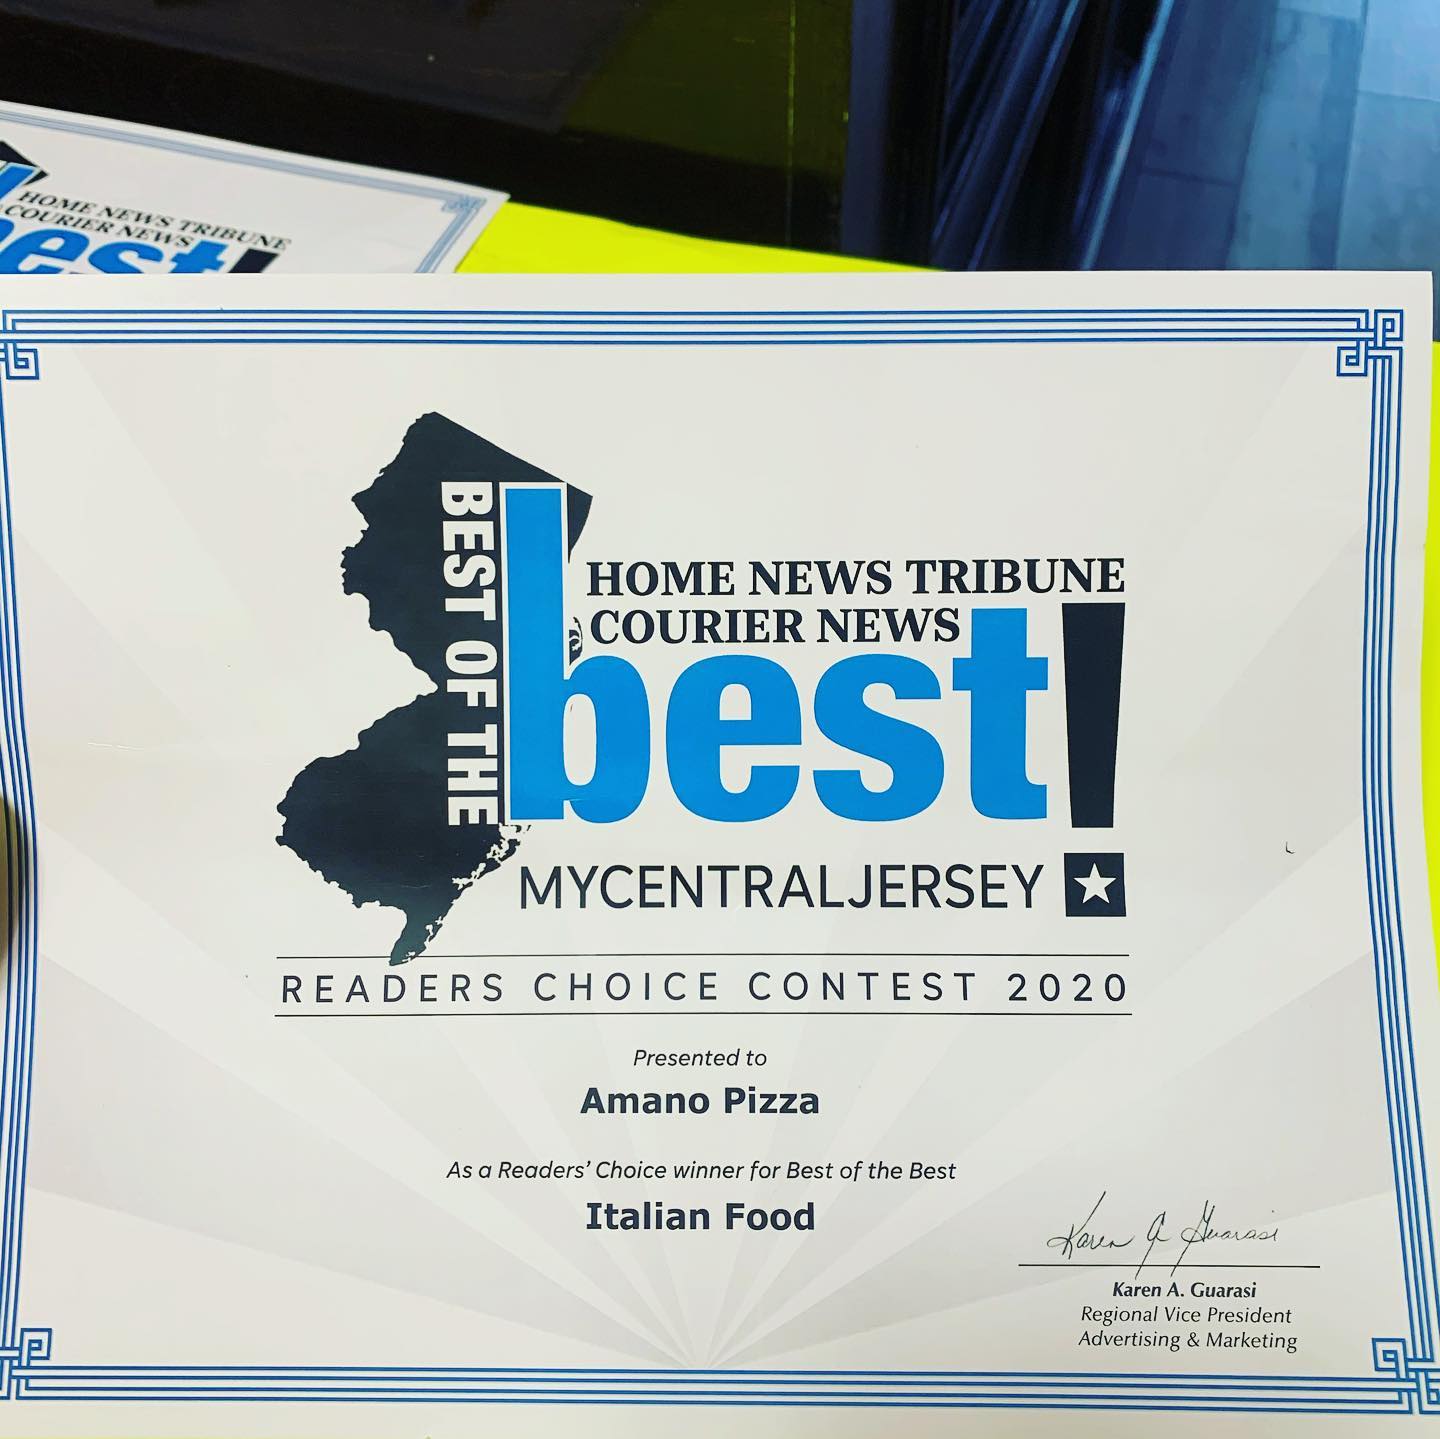 HOME NEWS TRIBUNE
COURIER NEWS
best!
BEST OF THE
HOME NEWS TRIBUNE
COURIER NEWS
best!
MYCENTRALJERSEY
READERS CHOICE CONTEST 2020
Presented to
Amano Pizza
As a Readers' Choice winner for Best of the Best
Italian Food
Karen A Guarasi
Karen A. Guarasi
Regional Vice President
Advertising & Marketing